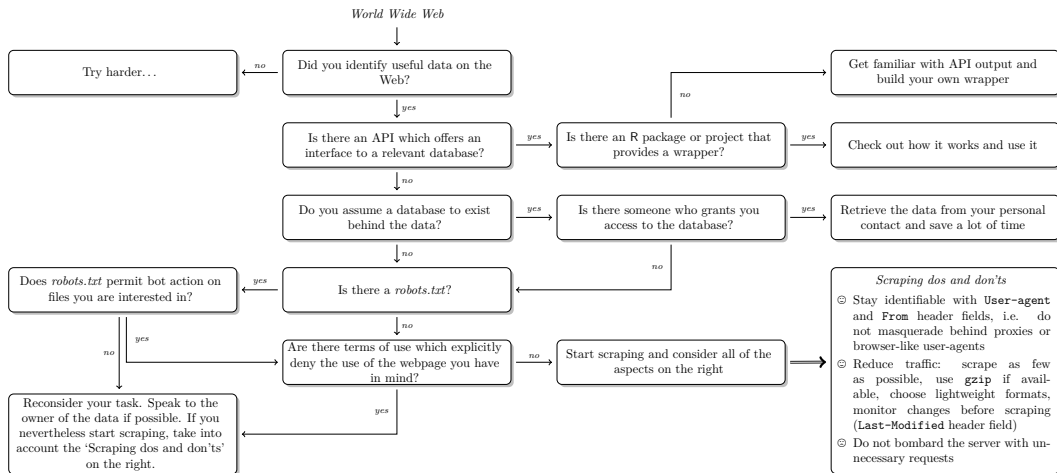 World Wide Web
Try harder...
no
Did you identify useful data on the
Web?
Get familiar with API output and
build your own wrapper
yes
no
Is there an API which offers an
interface to a relevant database?
yes
Is there an R package or project that
provides a wrapper?
yes
Check out how it works and use it
no
Do you assume a database to exist
behind the data?
yes
Is there someone who grants you
access to the database?
yes
Retrieve the data from your personal
contact and save a lot of time
no
no
Does robots.txt permit bot action on
files you are interested in?
yes
Is there a robots.txt?
no
yes
no
Are there terms of use which explicitly
deny the use of the webpage you have
in mind?
no
Start scraping and consider all of the
aspects on the right
yes
Reconsider your task. Speak to the
owner of the data if possible. If you
nevertheless start scraping, take into
account the ‘Scraping dos and don'ts’
on the right.
Scraping dos and don'ts
☺ Stay identifiable with User-agent
and From header fields, i.e. do
not masquerade behind proxies or
browser-like user-agents
☺ Reduce traffic: scrape as few
as possible, use gzip if avai-
lable, choose lightweight formats,
monitor changes before scraping
(Last-Modified header field)
☺ Do not bombard the server with un-
necessary requests